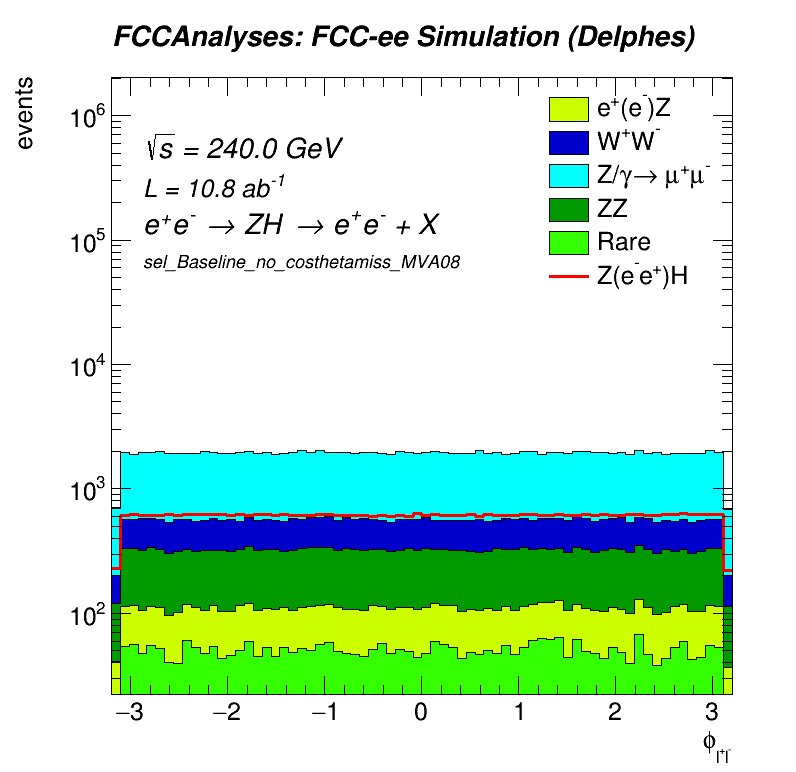 FCCAnalyses: FCC-ee Simulation (Delphes)
events
√s = 240.0 GeV
L = 10.8 ab⁻¹
e⁺e⁻ → ZH → e⁺e⁻ + X
sel_Baseline_no_costhetamiss_MVA08
e⁺(e⁻)Z
W⁺W⁻
Z/γ→ μ⁺μ⁻
ZZ
Rare
Z(e⁻e⁺)H
10⁶
10⁵
10⁴
10³
10²
−3 −2 −1 0 1 2 3
ϕ_l⁺l⁻